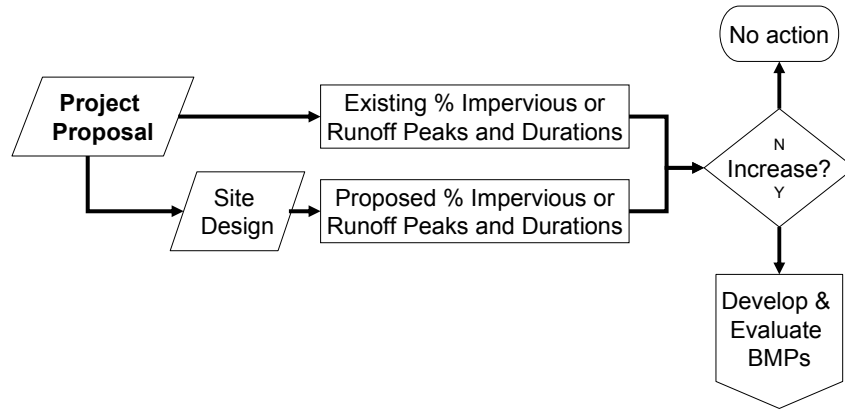 No action
Project
Proposal
Existing % Impervious or
Runoff Peaks and Durations
N
Increase?
Y
Site
Design
Proposed % Impervious or
Runoff Peaks and Durations
Develop &
Evaluate
BMPs